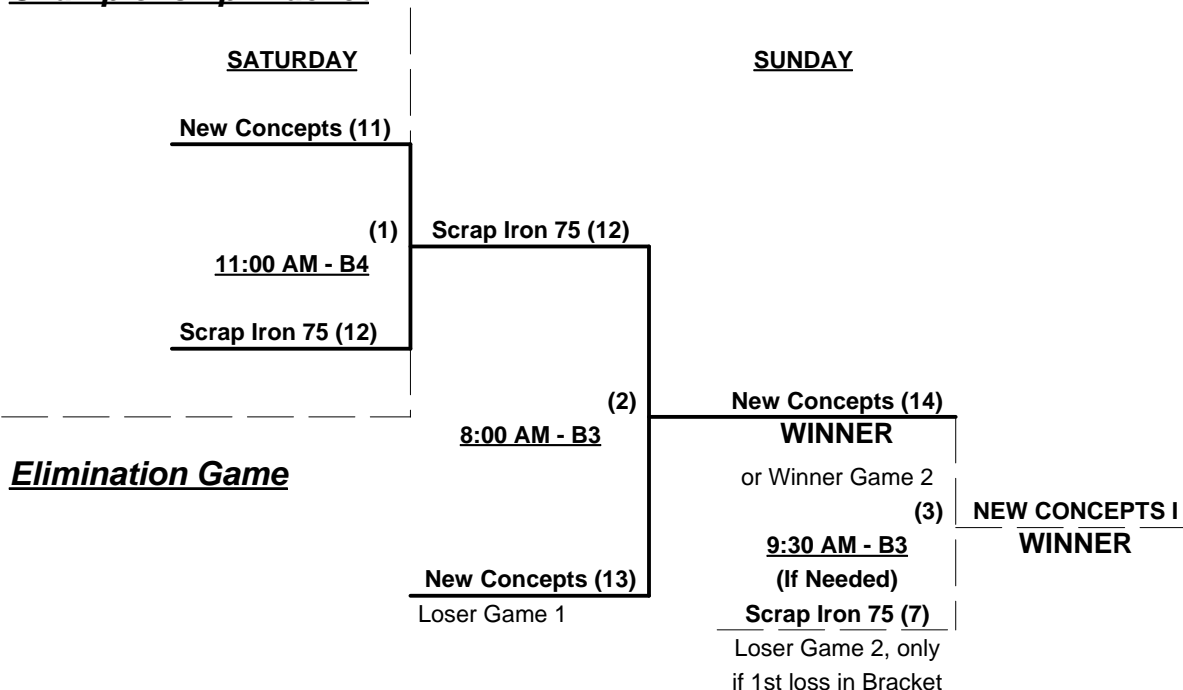 SATURDAY
SUNDAY
New Concepts (11)
(1)
Scrap Iron 75 (12)
11:00 AM - B4
Scrap Iron 75 (12)
(2)
New Concepts (14)
8:00 AM - B3
WINNER
Elimination Game
or Winner Game 2
(3)
NEW CONCEPTS I
9:30 AM - B3
WINNER
(If Needed)
New Concepts (13)
Loser Game 1
Scrap Iron 75 (7)
Loser Game 2, only
if 1st loss in Bracket